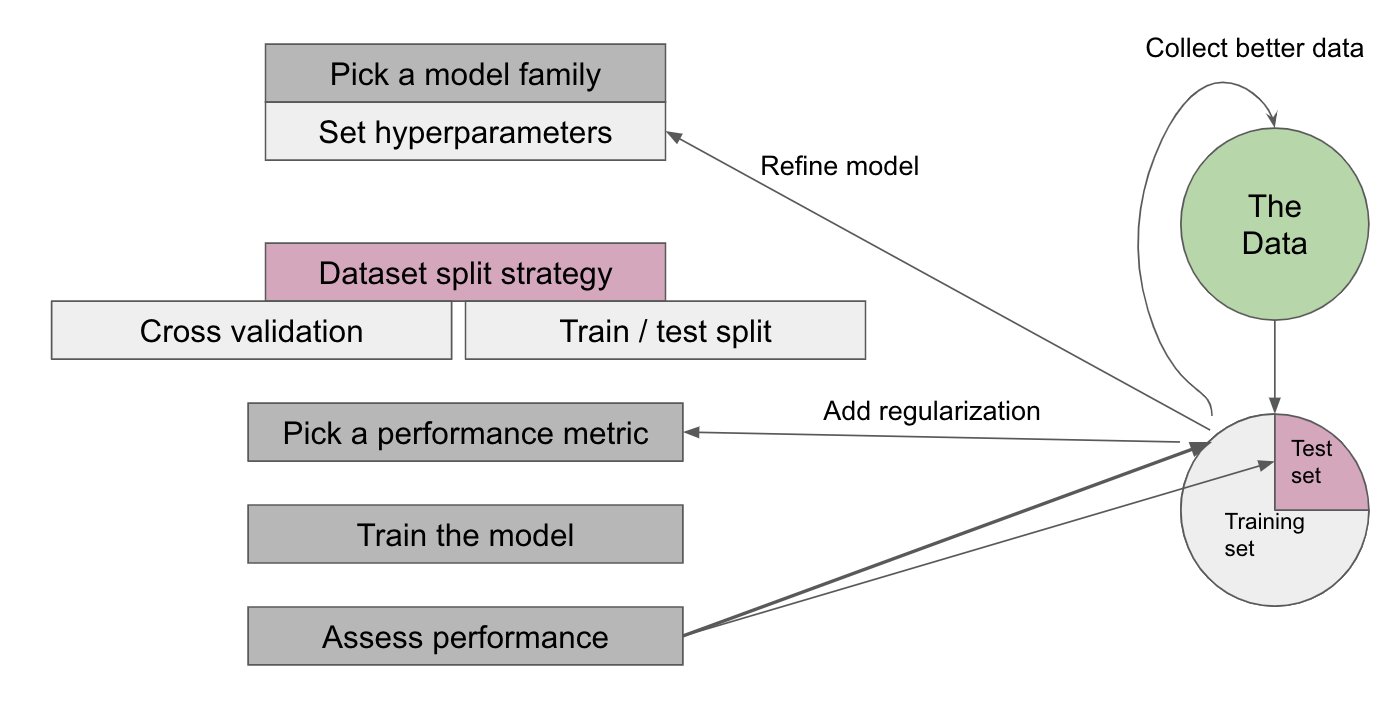 Collect better data
Pick a model family
Set hyperparameters
Refine model
The
Data
Dataset split strategy
Cross validation
Train / test split
Add regularization
Pick a performance metric
Test
set
Training
set
Train the model
Assess performance